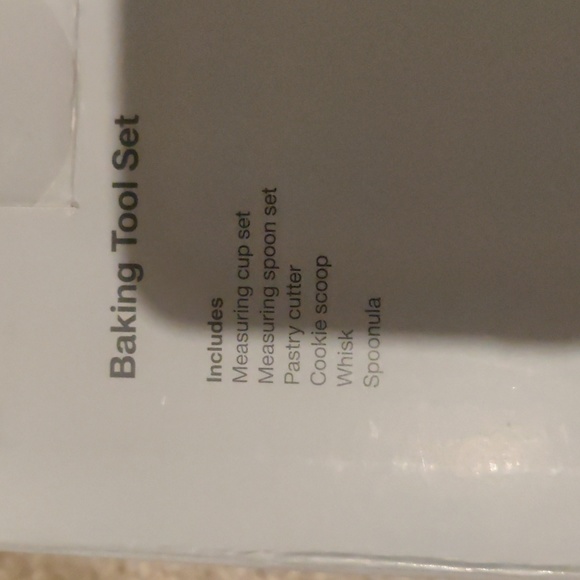 Baking Tool Set
Includes
Measuring cup set
Measuring spoon set
Pastry cutter
Cookie scoop
Whisk
Spoonula